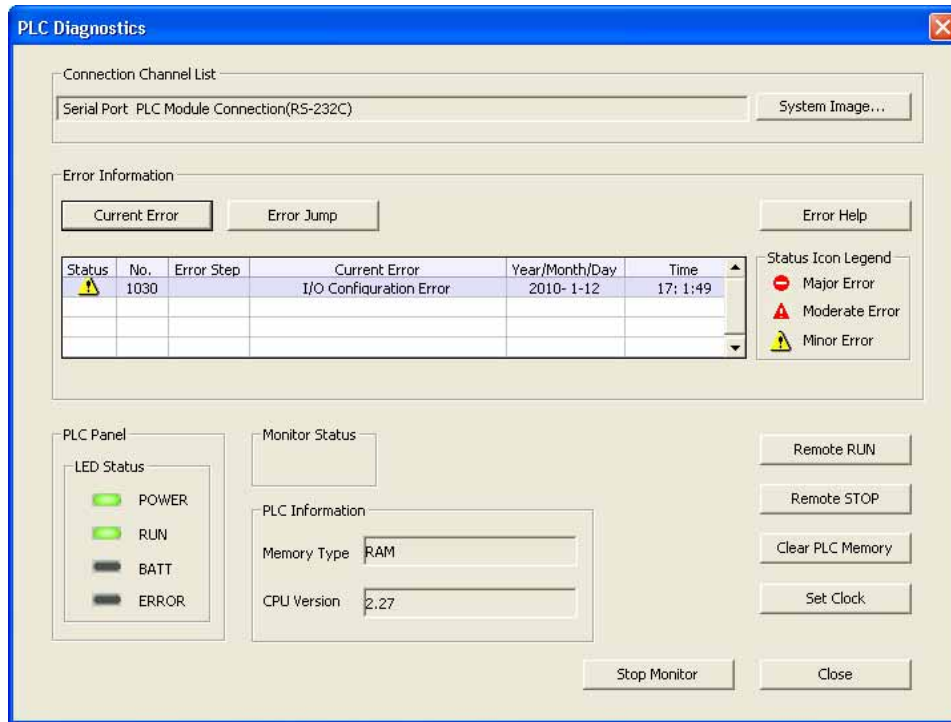 PLC Diagnostics
Connection Channel List
Serial Port PLC Module Connection(RS-232C)
System Image...
Error Information
Current Error
Error Jump
Error Help
Status No. Error Step Current Error Year/Month/Day Time
1030 I/O Configuration Error 2010- 1-12 17: 1:49
Status Icon Legend
Major Error
Moderate Error
Minor Error
PLC Panel
LED Status
POWER
RUN
BATT
ERROR
Monitor Status
PLC Information
Memory Type RAM
CPU Version 2.27
Remote RUN
Remote STOP
Clear PLC Memory
Set Clock
Stop Monitor
Close